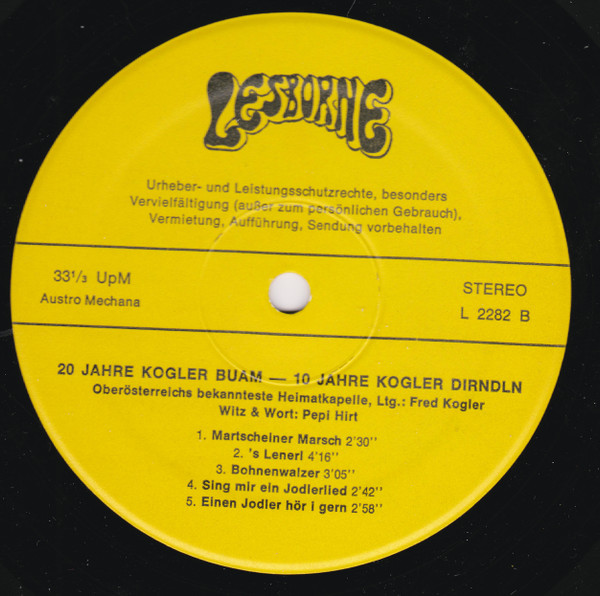 LESBORNE
Urheber- und Leistungsschutzrechte, besonders
Vervielfältigung (außer zum persönlichen Gebrauch),
Vermietung, Aufführung, Sendung vorbehalten
33¹/₃ UpM
Austro Mechana
STEREO
L 2282 B
20 JAHRE KOGLER BUAM — 10 JAHRE KOGLER DIRNDLN
Oberösterreichs bekannteste Heimatkapelle, Ltg.: Fred Kogler
Witz & Wort: Pepi Hirt
1. Martscheiner Marsch 2'30''
2. 's Lenerl 4'16''
3. Bohnenwalzer 3'05''
4. Sing mir ein Jodlerlied 2'42''
5. Einen Jodler hör i gern 2'58''